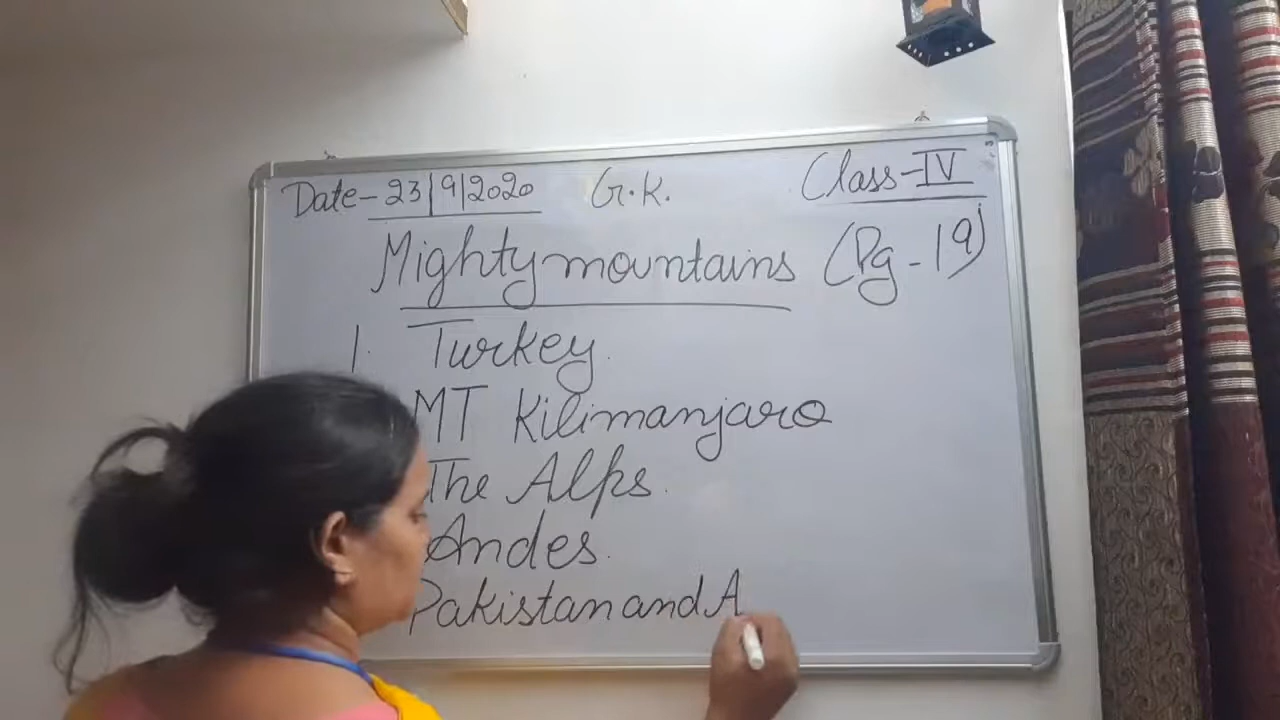 Date-23|9|2020 G.K. Class-IV
Mighty mountains (Pg-19)
1. Turkey.
MT Kilimanjaro
The Alps.
Andes.
Pakistan and A